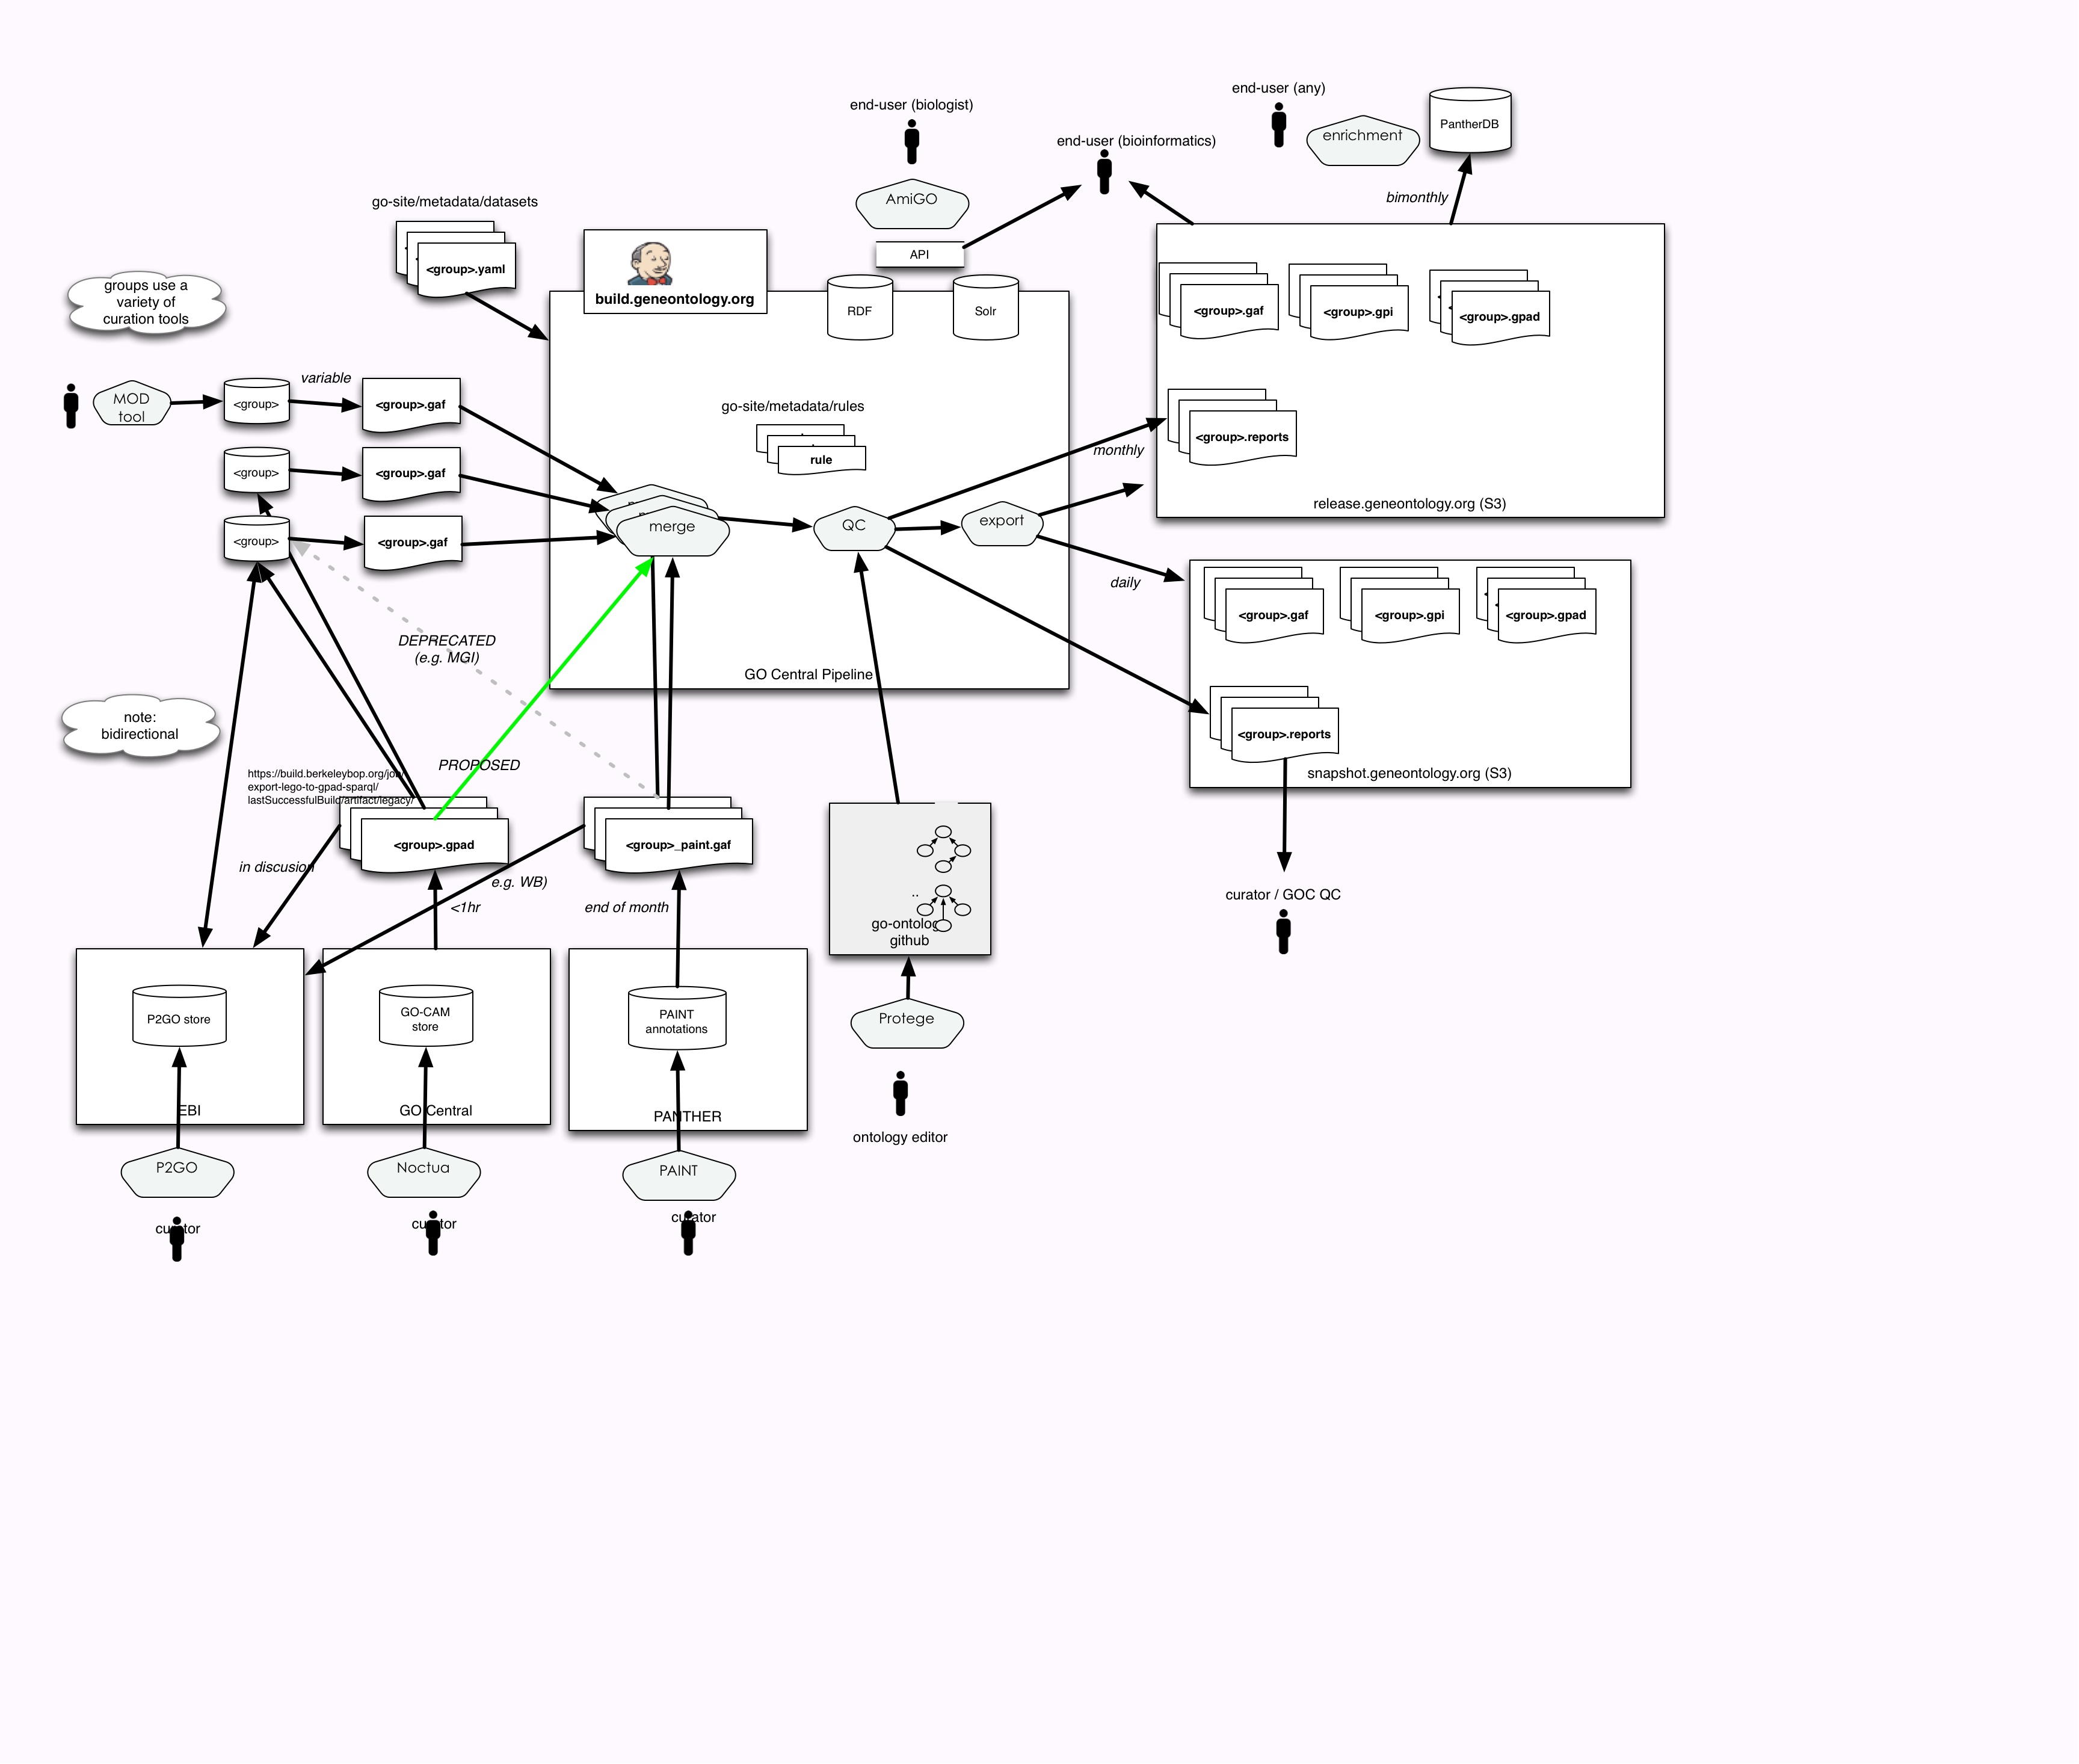 end-user (any)
end-user (biologist)
PantherDB
end-user (bioinformatics)
enrichment
bimonthly
AmiGO
go-site/metadata/datasets
API
<group>.yaml
build.geneontology.org
RDF
Solr
<group>.gaf
<group>.gpi
<group>.gpad
groups use a
variety of
curation tools
variable
MOD
tool
<group>
<group>.gaf
go-site/metadata/rules
rule
<group>.reports
monthly
<group>
<group>.gaf
release.geneontology.org (S3)
merge
QC
export
<group>
<group>.gaf
daily
<group>.gaf
<group>.gpi
<group>.gpad
DEPRECATED
(e.g. MGI)
GO Central Pipeline
note:
bidirectional
<group>.reports
snapshot.geneontology.org (S3)
PROPOSED
https://build.berkeleybop.org/job/
export-lego-to-gpad-sparql/
lastSuccessfulBuild/artifact/legacy/
<group>.gpad
<group>_paint.gaf
in discusion
e.g. WB)
<1hr
end of month
..
go-ontology
github
curator / GOC QC
P2GO store
GO-CAM
store
PAINT
annotations
Protege
EBI
GO Central
PANTHER
ontology editor
P2GO
Noctua
PAINT
curator
curator
curator